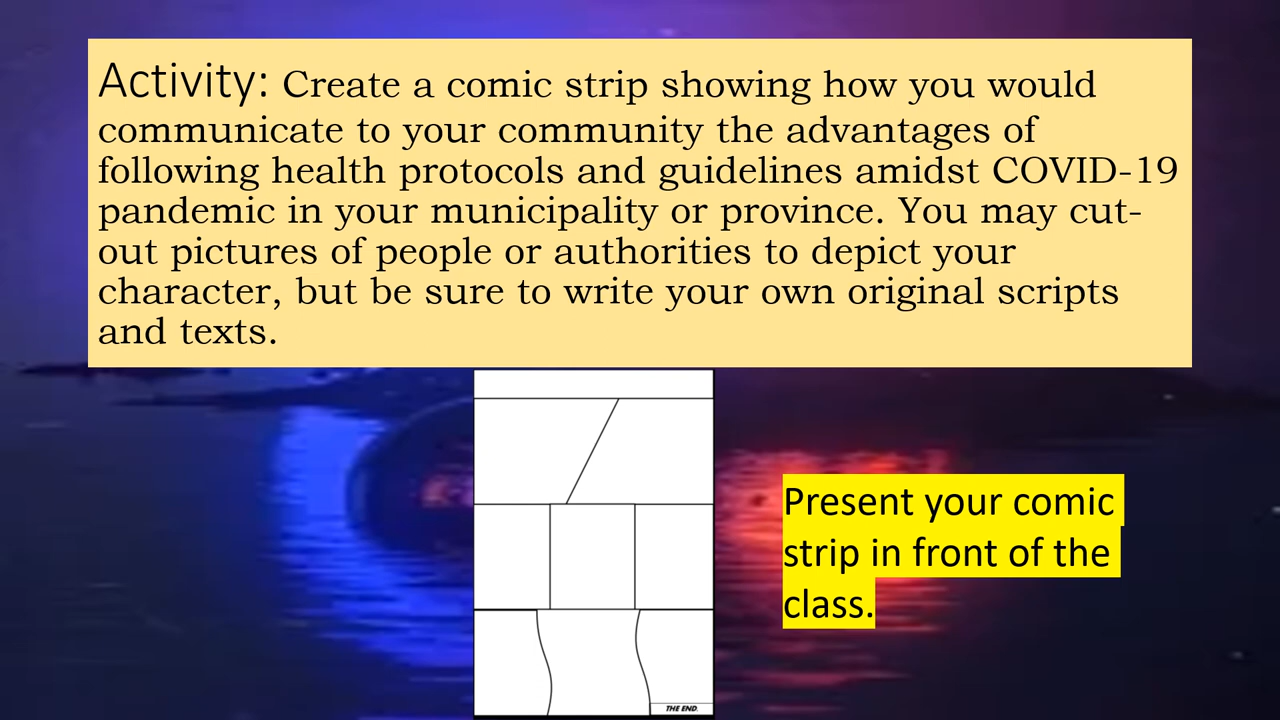 Activity: Create a comic strip showing how you would
communicate to your community the advantages of
following health protocols and guidelines amidst COVID-19
pandemic in your municipality or province. You may cut-
out pictures of people or authorities to depict your
character, but be sure to write your own original scripts
and texts.
Present your comic
strip in front of the
class.
THE END.